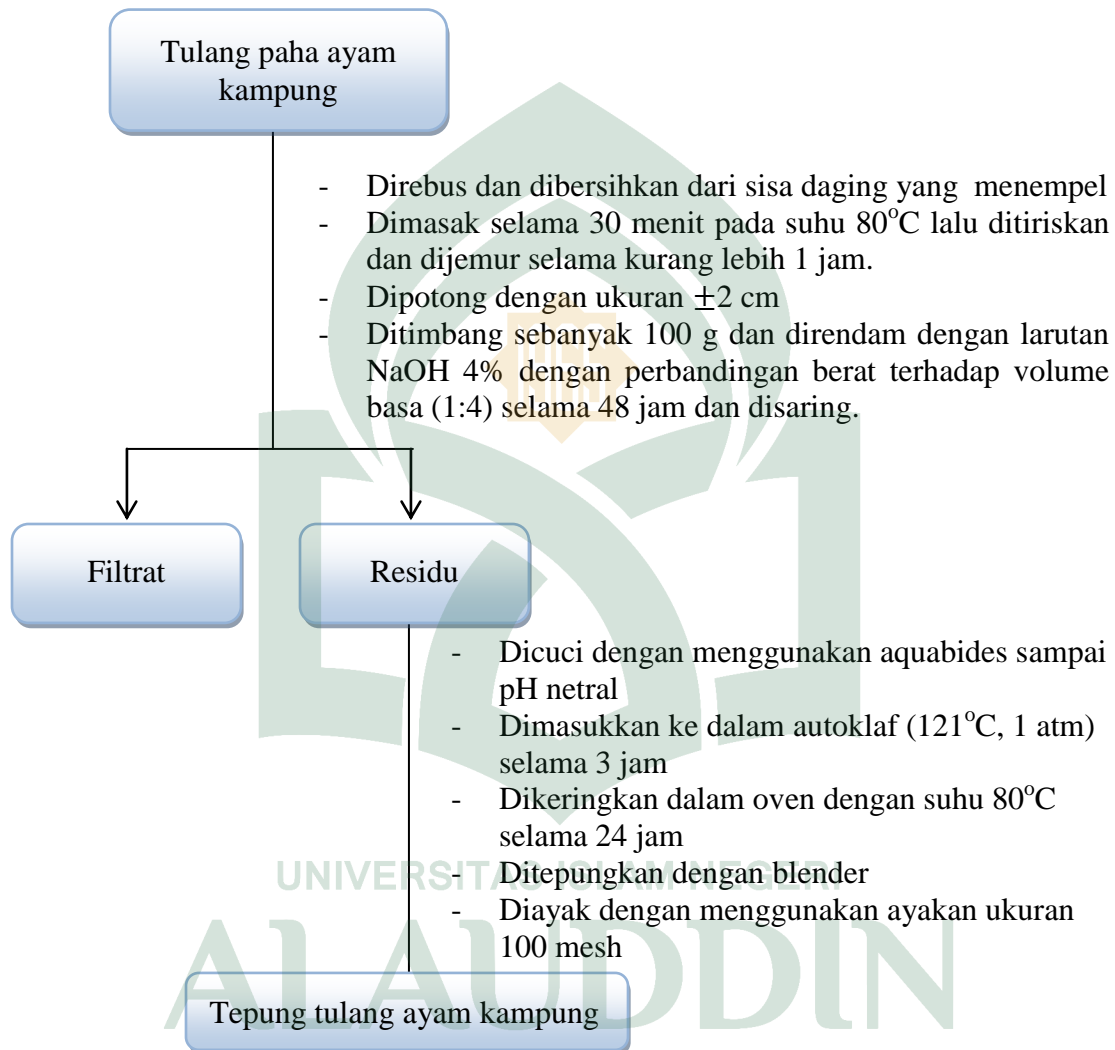 Tulang paha ayam
kampung
- Direbus dan dibersihkan dari sisa daging yang menempel
- Dimasak selama 30 menit pada suhu 80°C lalu ditiriskan
dan dijemur selama kurang lebih 1 jam.
- Dipotong dengan ukuran ±2 cm
- Ditimbang sebanyak 100 g dan direndam dengan larutan
NaOH 4% dengan perbandingan berat terhadap volume
basa (1:4) selama 48 jam dan disaring.
Filtrat
Residu
- Dicuci dengan menggunakan aquabides sampai
pH netral
- Dimasukkan ke dalam autoklaf (121°C, 1 atm)
selama 3 jam
- Dikeringkan dalam oven dengan suhu 80°C
selama 24 jam
- Ditepungkan dengan blender
- Diayak dengan menggunakan ayakan ukuran
100 mesh
Tepung tulang ayam kampung
UNIVERSITAS ISLAM NEGERI
ALAUDDIN